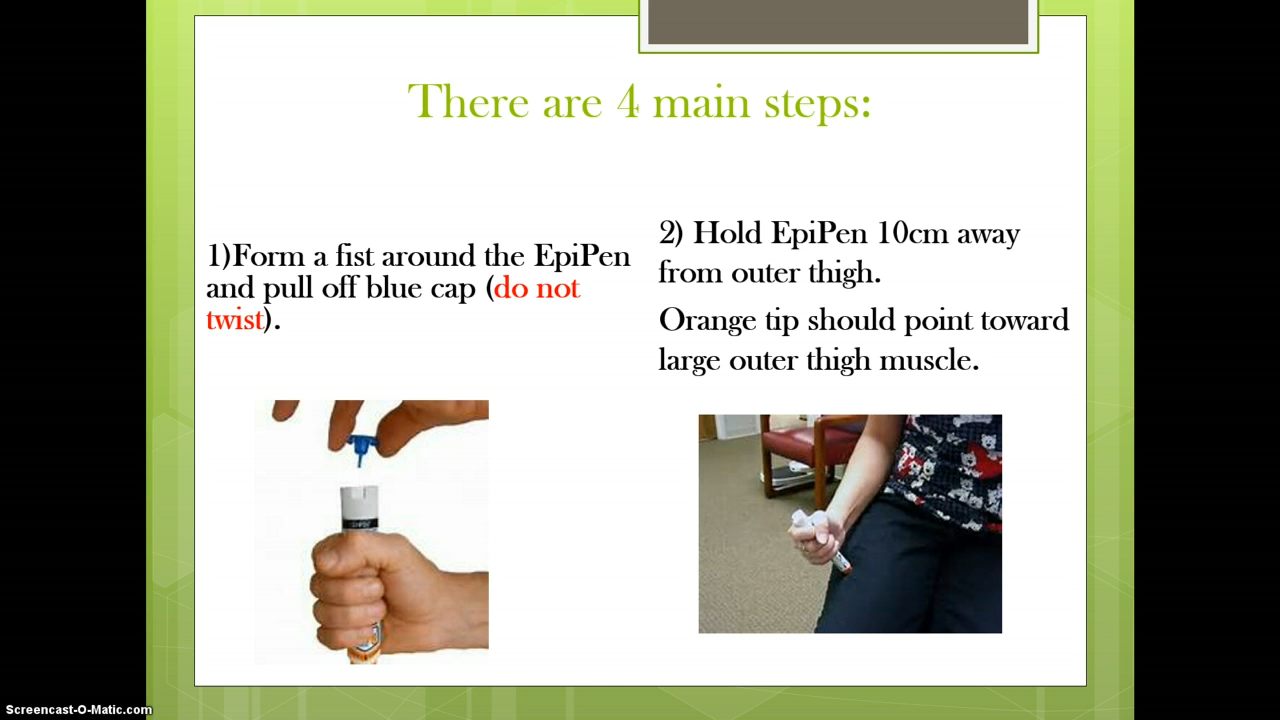 There are 4 main steps:
1)Form a fist around the EpiPen
and pull off blue cap (do not
twist).
2) Hold EpiPen 10cm away
from outer thigh.
Orange tip should point toward
large outer thigh muscle.
Screencast-O-Matic.com